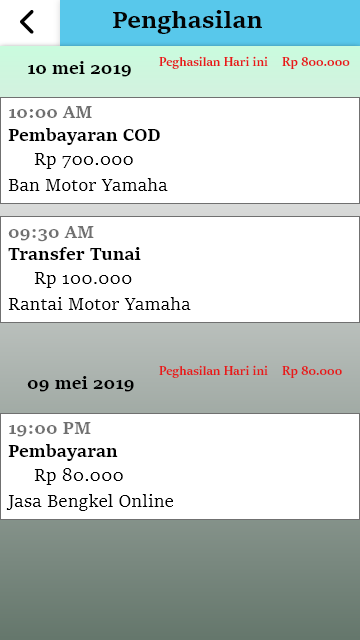 Penghasilan
10 mei 2019
Peghasilan Hari ini Rp 800.000
10:00 AM
Pembayaran COD
Rp 700.000
Ban Motor Yamaha
09:30 AM
Transfer Tunai
Rp 100.000
Rantai Motor Yamaha
09 mei 2019
Peghasilan Hari ini Rp 80.000
19:00 PM
Pembayaran
Rp 80.000
Jasa Bengkel Online